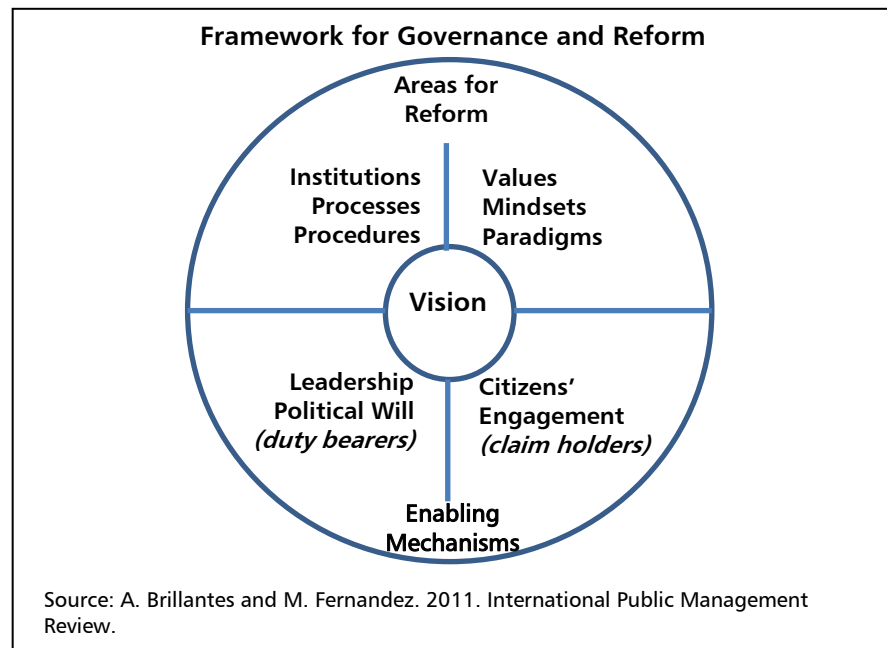 Framework for Governance and Reform
Areas for
Reform
Institutions
Processes
Procedures
Values
Mindsets
Paradigms
Vision
Leadership
Political Will
(duty bearers)
Citizens’
Engagement
(claim holders)
Enabling
Mechanisms
Source: A. Brillantes and M. Fernandez. 2011. International Public Management
Review.